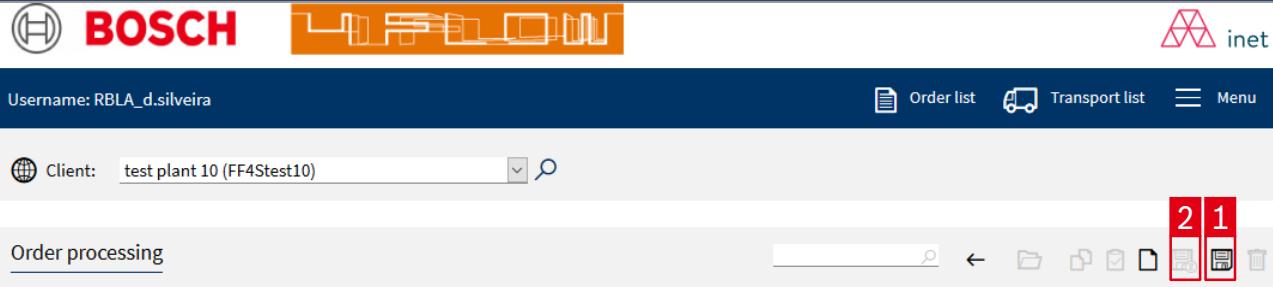 BOSCH
inet
Username: RBLA_d.silveira
Order list
Transport list
Menu
Client:
test plant 10 (FF4Stest10)
2 1
Order processing